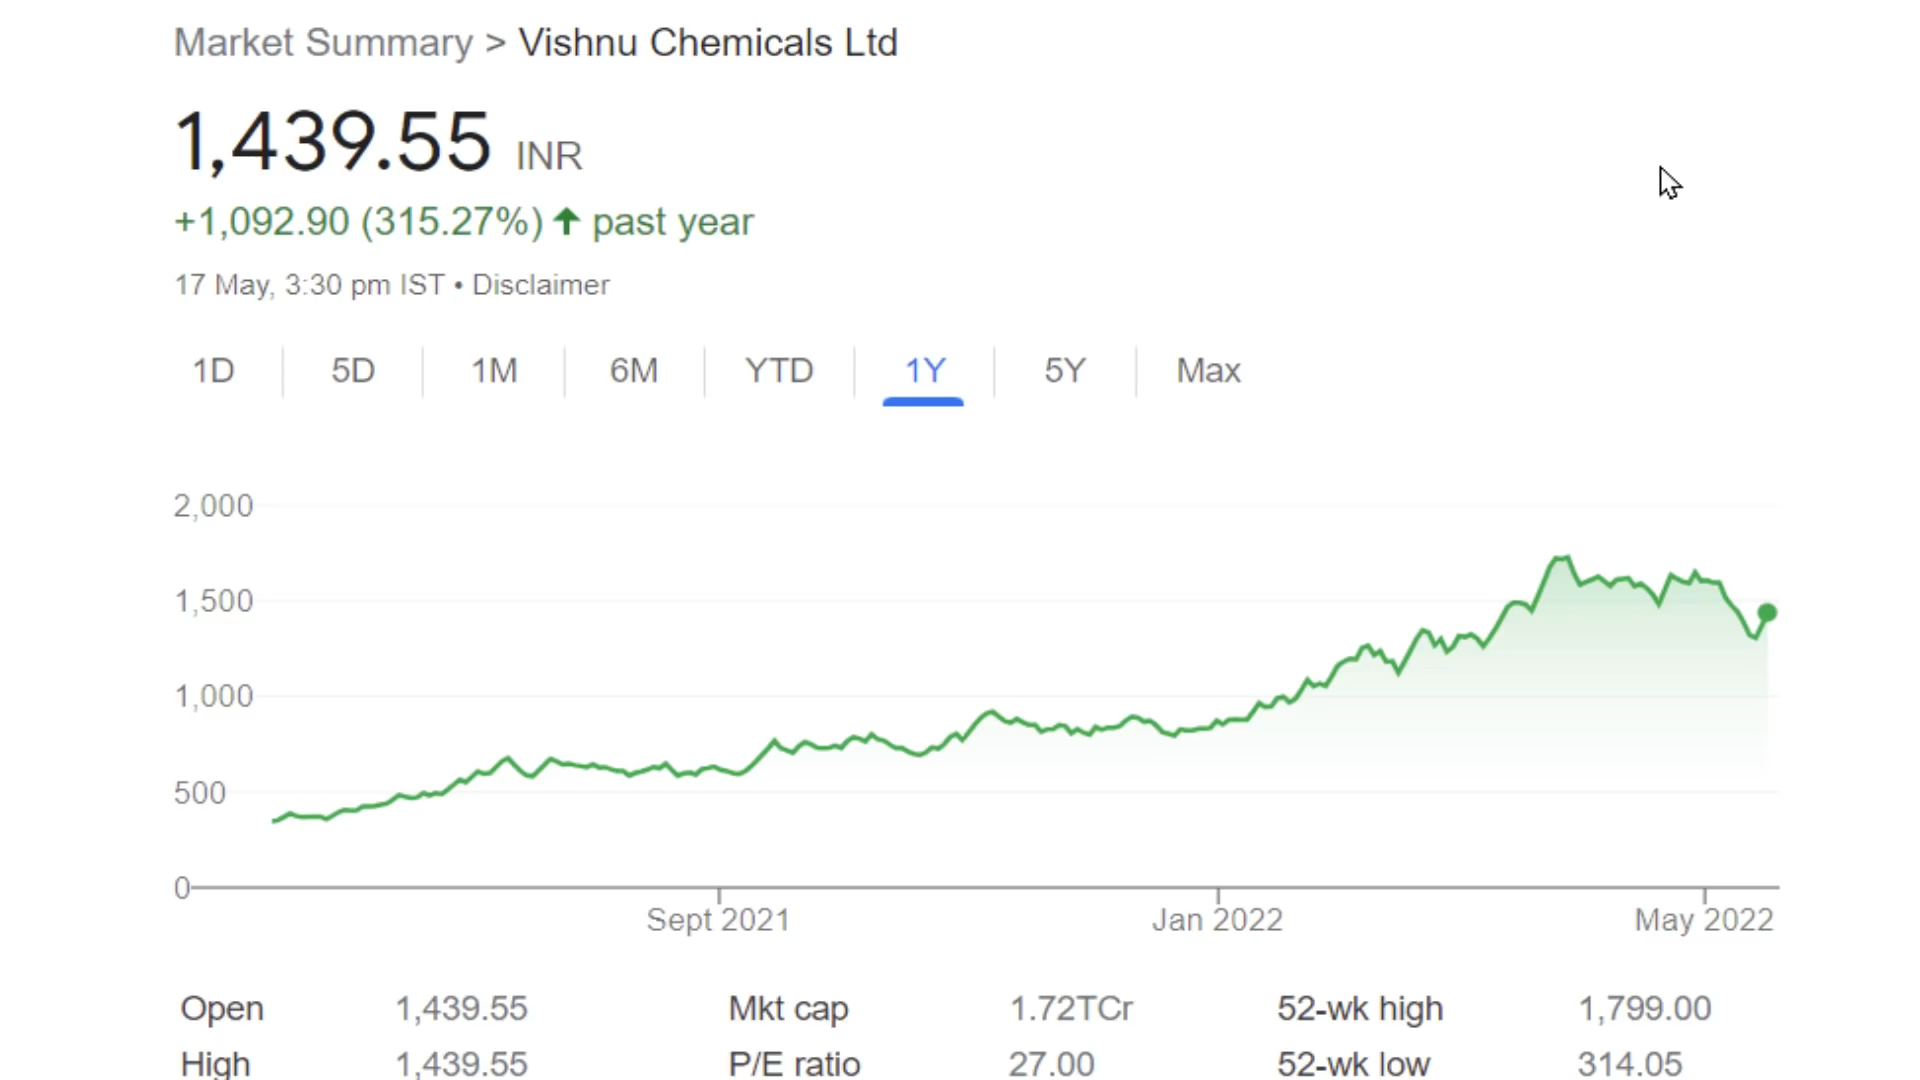 Market Summary > Vishnu Chemicals Ltd
1,439.55 INR
+1,092.90 (315.27%) ↑ past year
17 May, 3:30 pm IST • Disclaimer
1D 5D 1M 6M YTD 1Y 5Y Max
2,000
1,500
1,000
500
0
Sept 2021 Jan 2022 May 2022
Open 1,439.55 Mkt cap 1.72TCr 52-wk high 1,799.00
High 1,439.55 P/E ratio 27.00 52-wk low 314.05